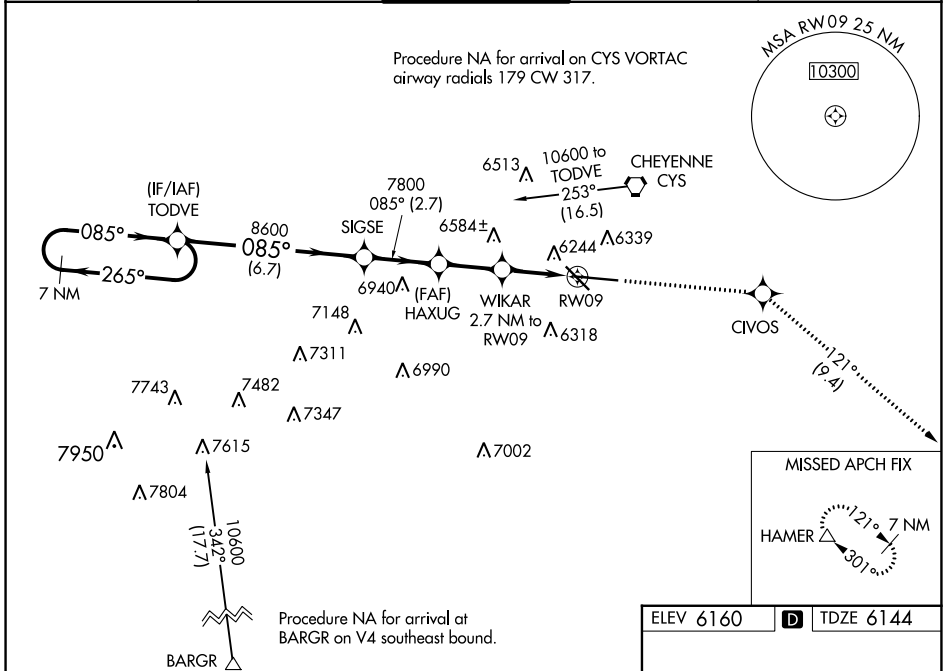 MSA RW09 25 NM
10300
Procedure NA for arrival on CYS VORTAC
airway radials 179 CW 317.
6513
10600 to
TODVE
253°
(16.5)
CHEYENNE
CYS
(IF/IAF)
TODVE
085°
265°
7 NM
8600
085°
(6.7)
SIGSE
7800
085° (2.7)
6584±
6244
6339
6940
(FAF)
HAXUG
WIKAR
2.7 NM to
RW09
RW09
6318
CIVOS
121°
(9.4)
7148
7311
6990
7743
7482
7347
7950
7615
7002
7804
10600
342°
(17.7)
BARGR
Procedure NA for arrival at
BARGR on V4 southeast bound.
MISSED APCH FIX
HAMER
121°
7 NM
301°
ELEV 6160 D TDZE 6144